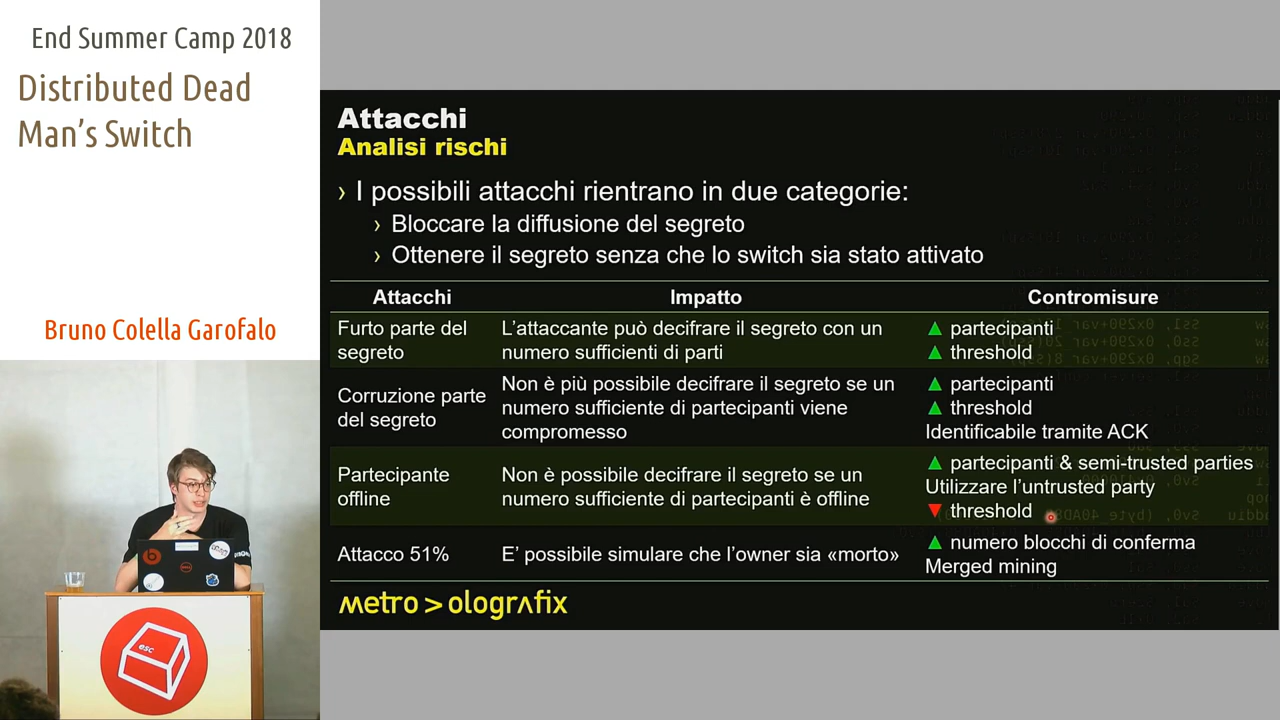 End Summer Camp 2018
Distributed Dead
Man's Switch
Bruno Colella Garofalo
Attacchi
Analisi rischi
› I possibili attacchi rientrano in due categorie:
› Bloccare la diffusione del segreto
› Ottenere il segreto senza che lo switch sia stato attivato
Attacchi Impatto Contromisure
Furto parte del
segreto
L'attaccante può decifrare il segreto con un
numero sufficienti di parti
▲ partecipanti
▲ threshold
Corruzione parte
del segreto
Non è più possibile decifrare il segreto se un
numero sufficiente di partecipanti viene
compromesso
▲ partecipanti
▲ threshold
Identificabile tramite ACK
Partecipante
offline
Non è possibile decifrare il segreto se un
numero sufficiente di partecipanti è offline
▲ partecipanti & semi-trusted parties
Utilizzare l'untrusted party
▼ threshold
Attacco 51%
E' possibile simulare che l'owner sia «morto»
▲ numero blocchi di conferma
Merged mining
metro > olografix
esc